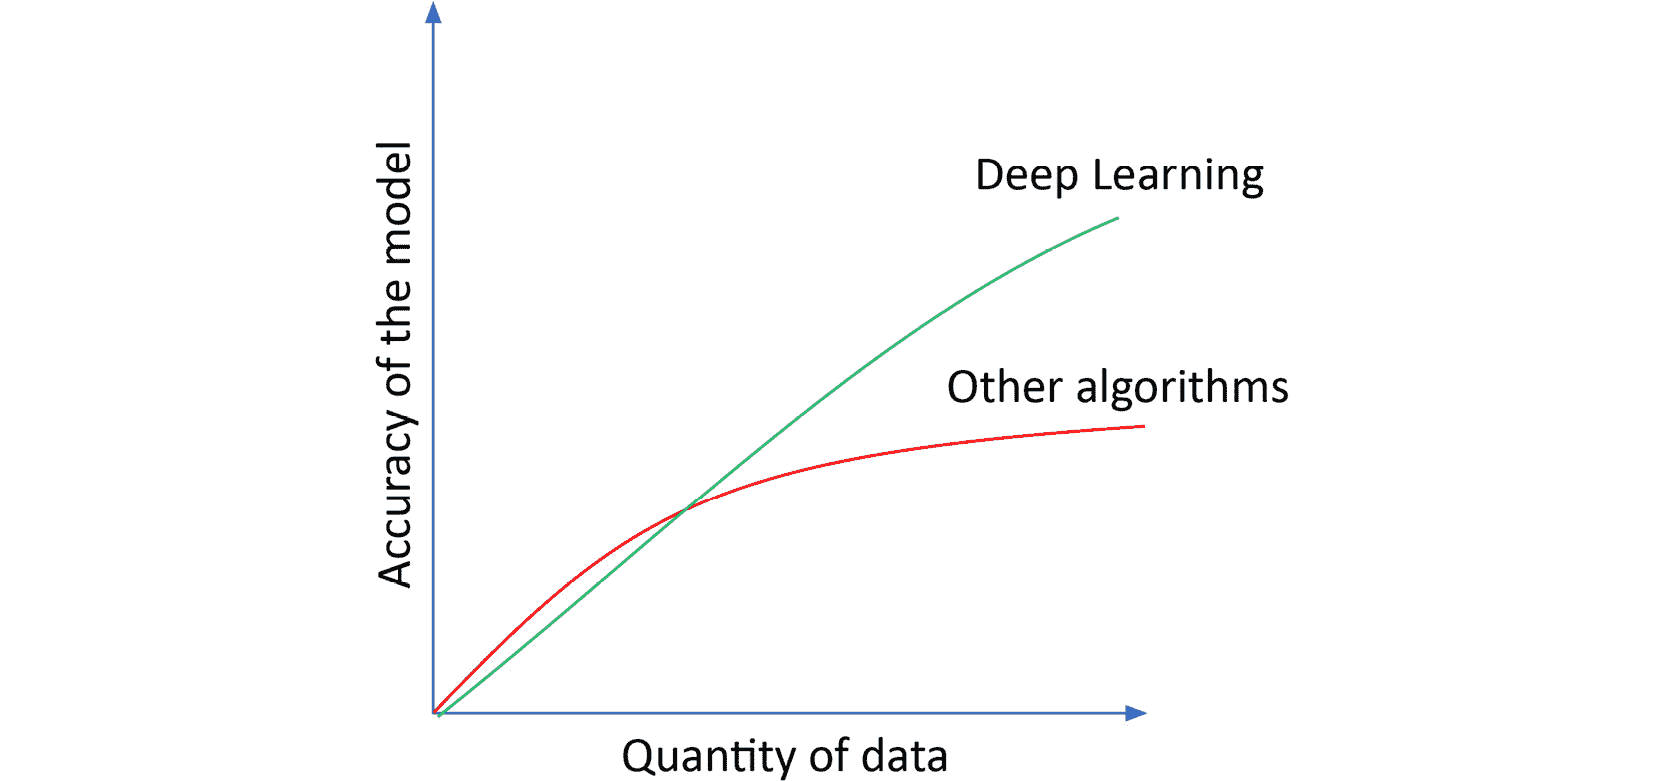 Deep Learning
Other algorithms
Accuracy of the model
Quantity of data